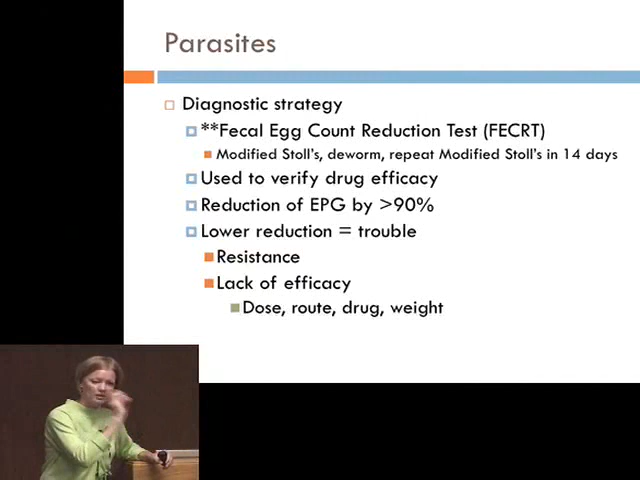 Parasites
Diagnostic strategy
**Fecal Egg Count Reduction Test (FECRT)
Modified Stoll's, deworm, repeat Modified Stoll's in 14 days
Used to verify drug efficacy
Reduction of EPG by >90%
Lower reduction = trouble
Resistance
Lack of efficacy
Dose, route, drug, weight